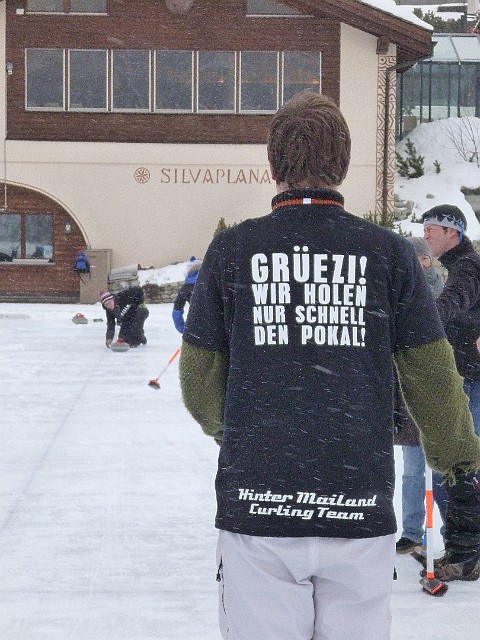 SILVAPLANA
GRÜEZI!
WIR HOLEN
NUR SCHNELL
DEN POKAL!
Hinter Mailand
Curling Team